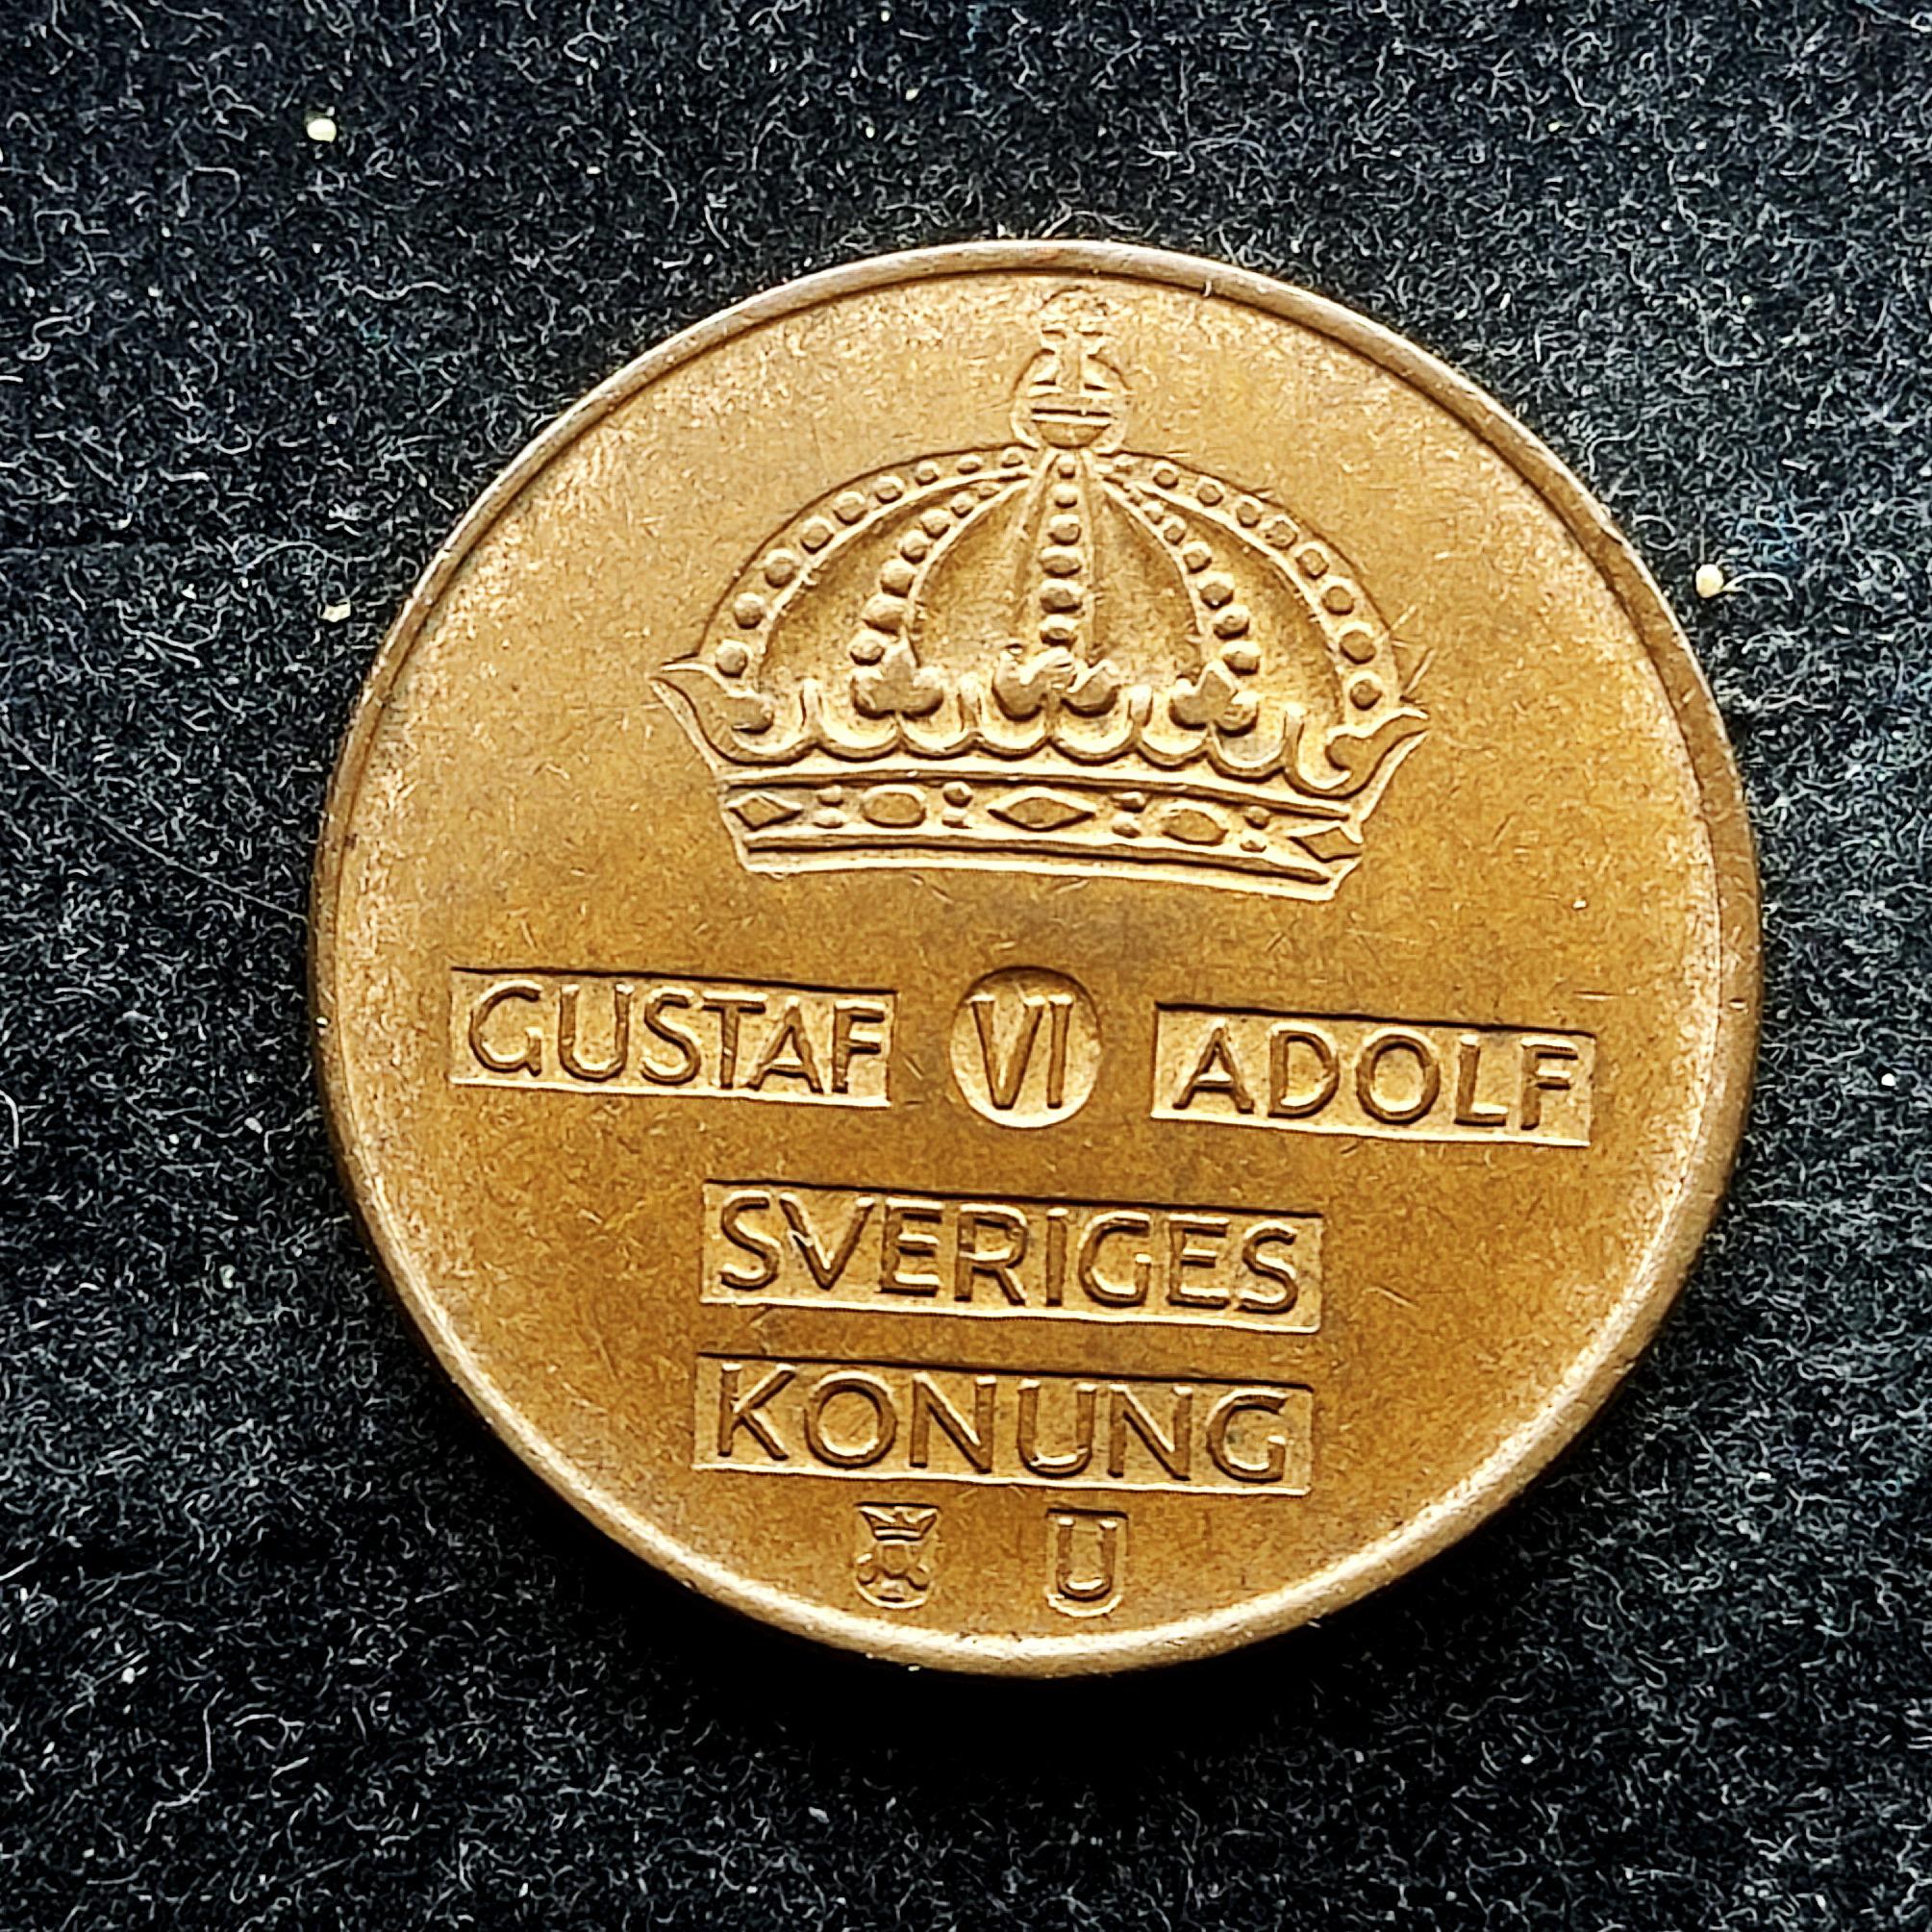 GUSTAF VI ADOLF
SVERIGES
KONUNG
U